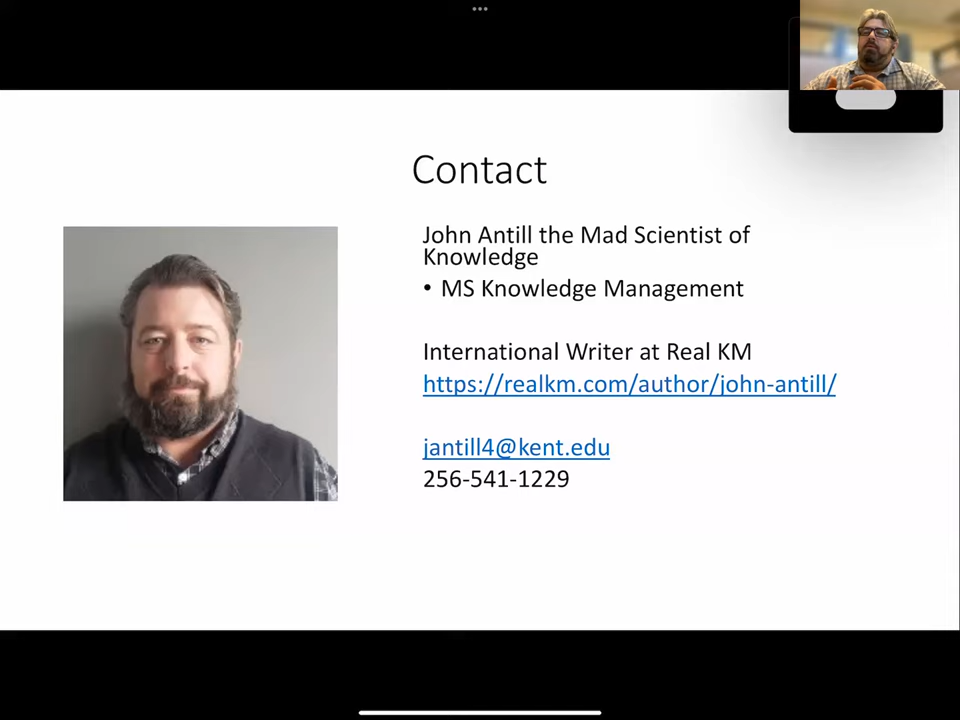 Contact
John Antill the Mad Scientist of
Knowledge
• MS Knowledge Management
International Writer at Real KM
https://realkm.com/author/john-antill/
jantill4@kent.edu
256-541-1229